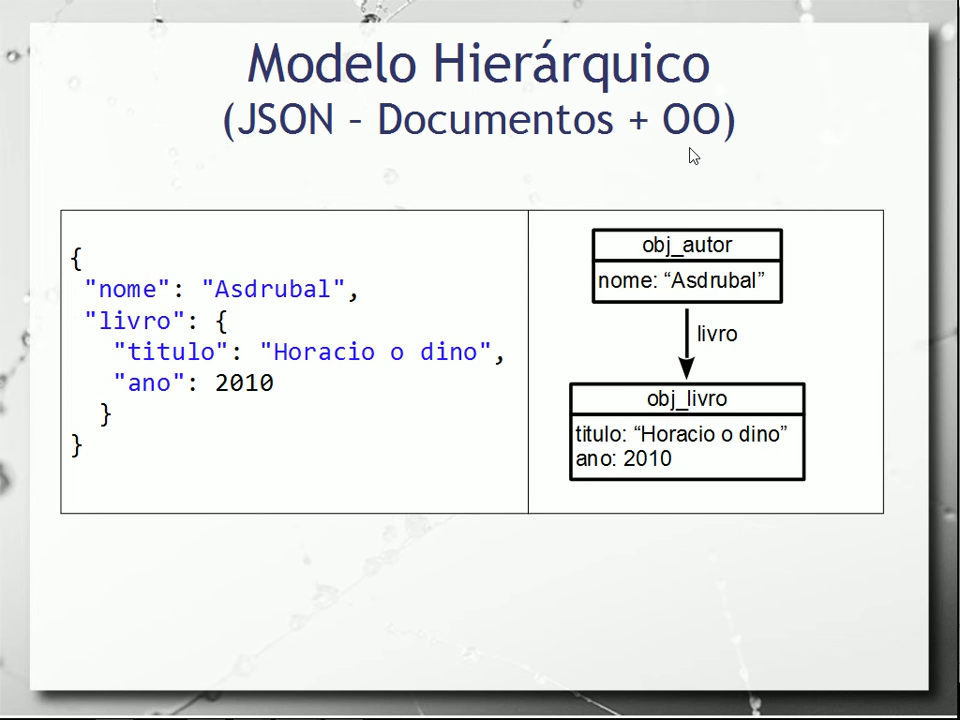 Modelo Hierárquico
(JSON – Documentos + OO)
{
"nome": "Asdrubal",
"livro": {
"titulo": "Horacio o dino",
"ano": 2010
}
}
obj_autor
nome: “Asdrubal”
livro
obj_livro
titulo: “Horacio o dino”
ano: 2010